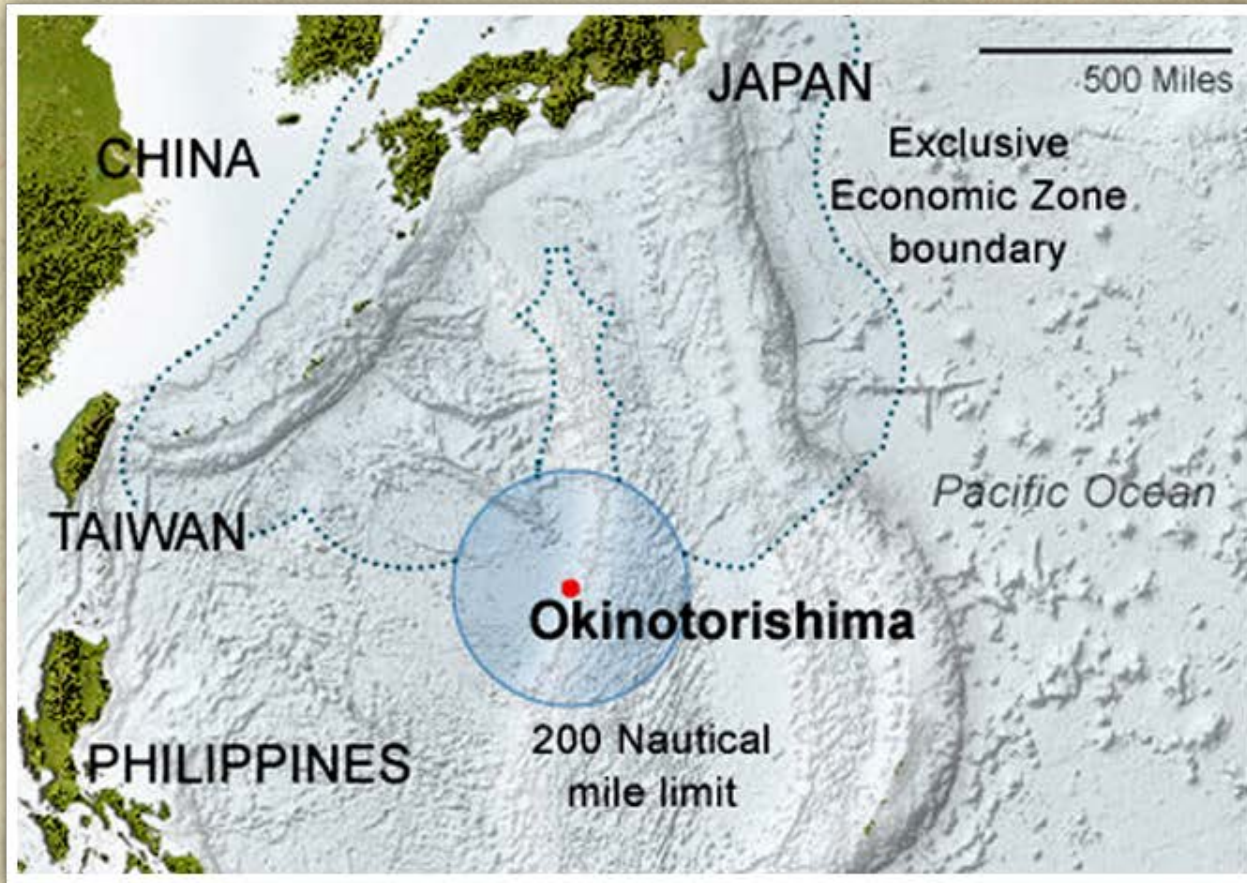 JAPAN
500 Miles
CHINA
Exclusive
Economic Zone
boundary
Pacific Ocean
TAIWAN
Okinotorishima
200 Nautical
mile limit
PHILIPPINES